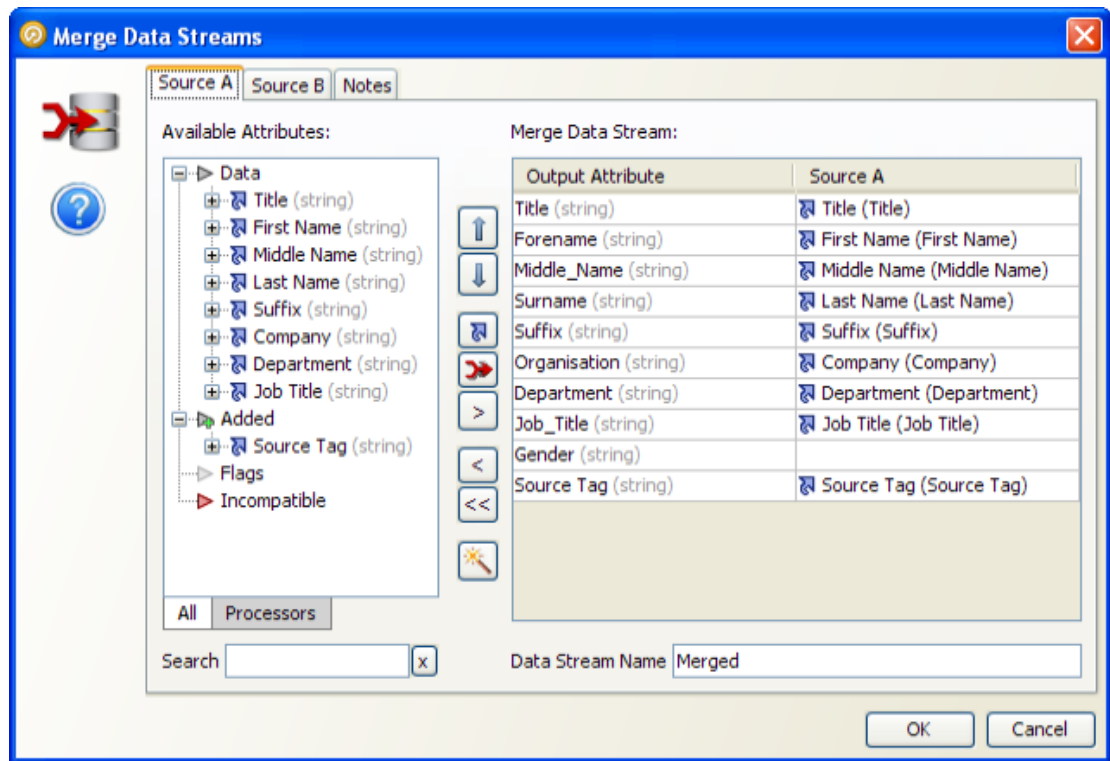 Merge Data Streams
Source A Source B Notes
Available Attributes: Merge Data Stream:
Data
Title (string)
First Name (string)
Middle Name (string)
Last Name (string)
Suffix (string)
Company (string)
Department (string)
Job Title (string)
Added
Source Tag (string)
Flags
Incompatible
All Processors
Search x
?
>
<
<<
Output Attribute Source A
Title (string) Title (Title)
Forename (string) First Name (First Name)
Middle_Name (string) Middle Name (Middle Name)
Surname (string) Last Name (Last Name)
Suffix (string) Suffix (Suffix)
Organisation (string) Company (Company)
Department (string) Department (Department)
Job_Title (string) Job Title (Job Title)
Gender (string)
Source Tag (string) Source Tag (Source Tag)
Data Stream Name Merged
OK Cancel